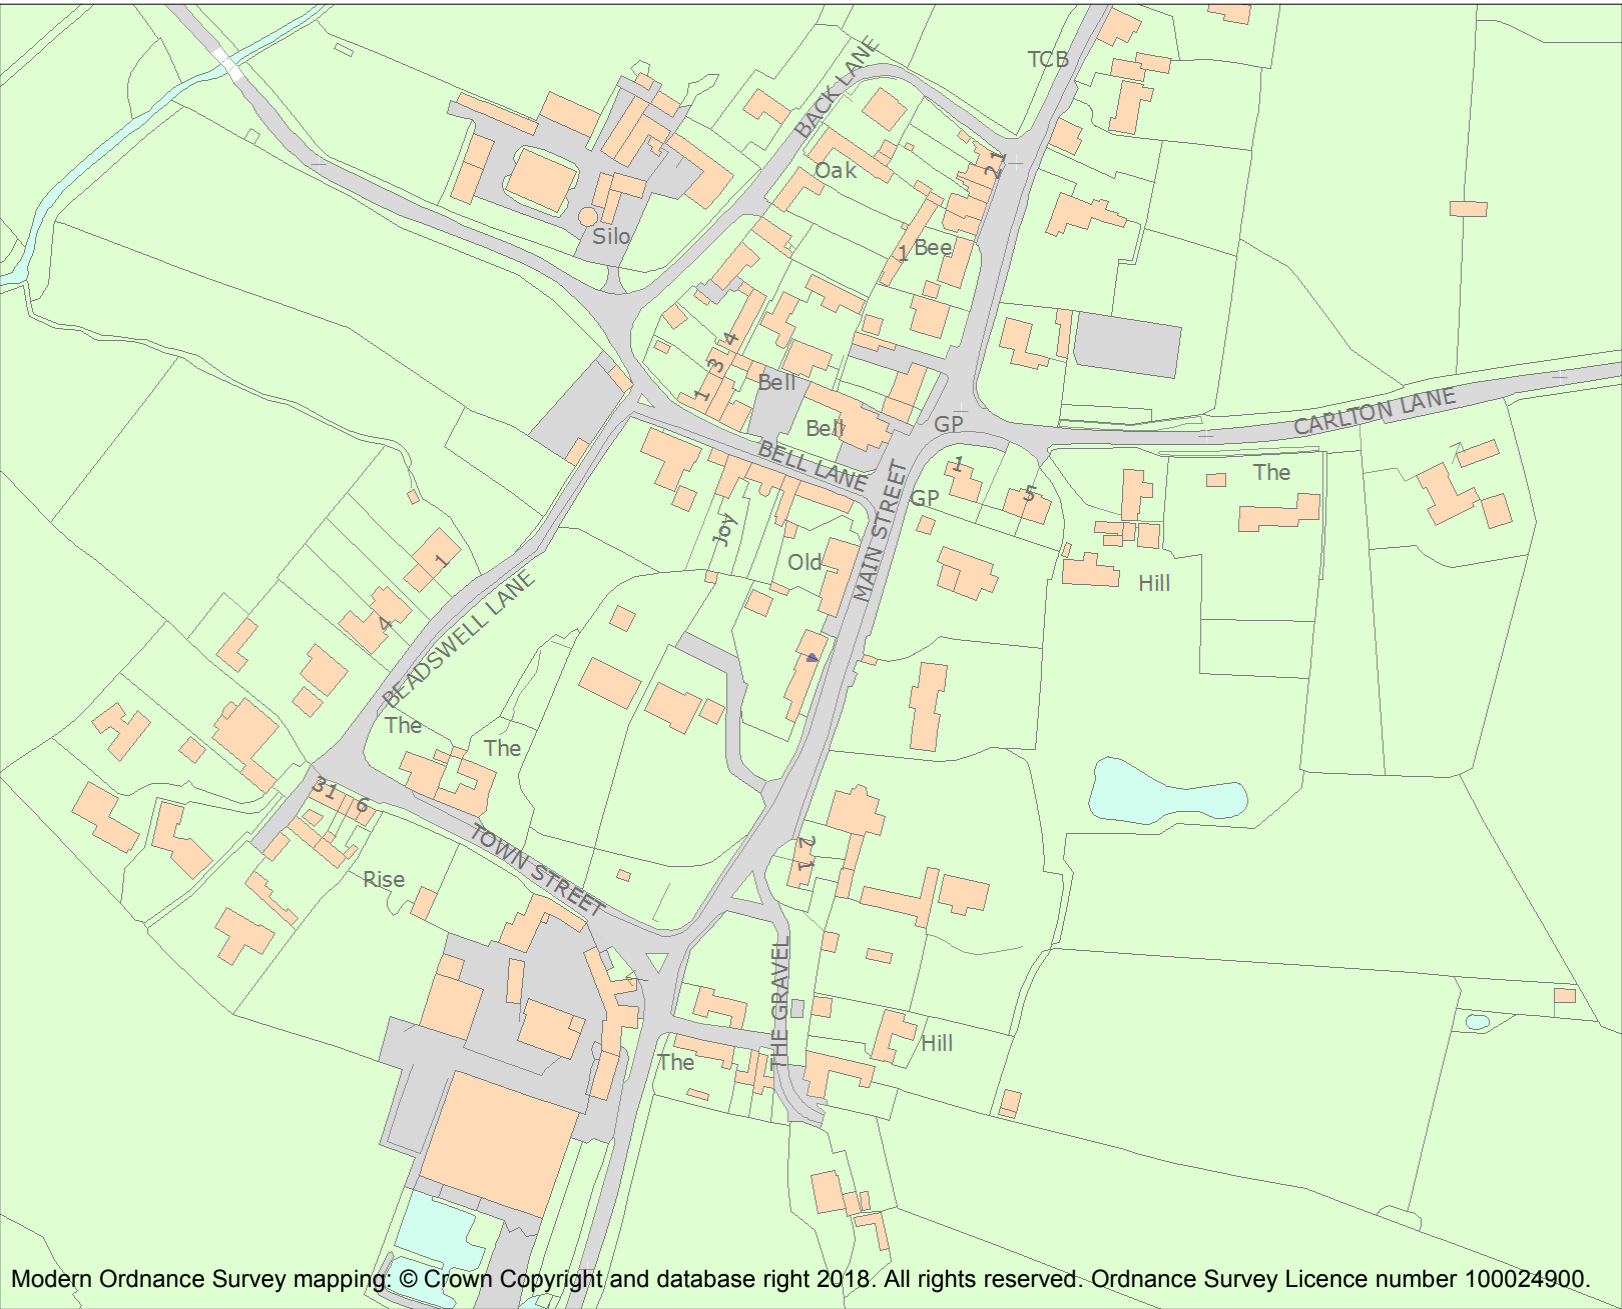 TCB
BACK LANE
21
Oak
Silo
1
Bee
4
3
1
Bell
Bell
GP
CARLTON LANE
BELL LANE
MAIN STREET
1
GP
5
The
Joy
Old
1
Hill
4
BEADSWELL LANE
The
The
31
6
TOWN STREET
2
1
Rise
THE GRAVEL
Hill
The
Modern Ordnance Survey mapping: © Crown Copyright and database right 2018. All rights reserved. Ordnance Survey Licence number 100024900.